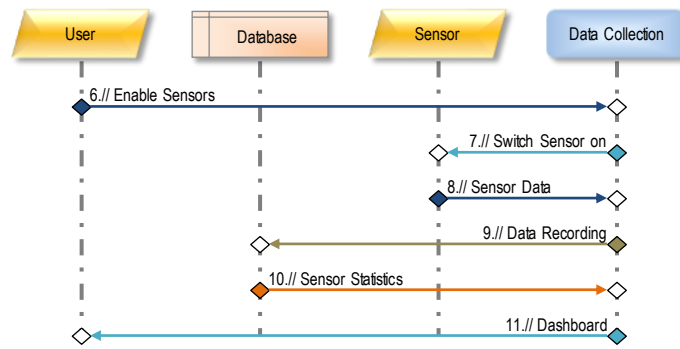 User
Database
Sensor
Data Collection
6.// Enable Sensors
7.// Switch Sensor on
8.// Sensor Data
9.// Data Recording
10.// Sensor Statistics
11.// Dashboard